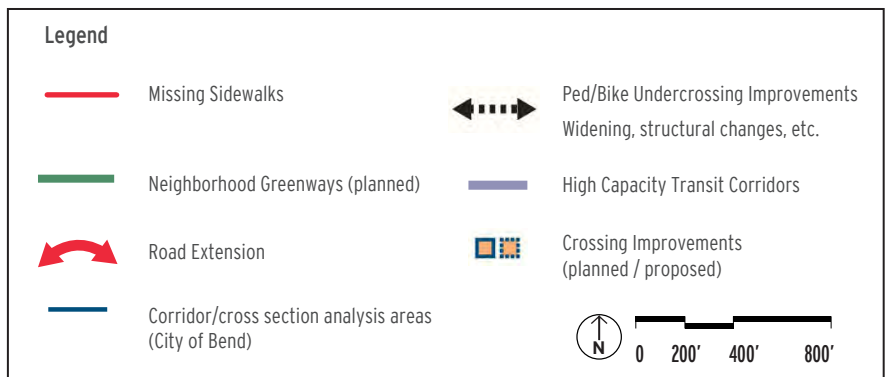 Legend
Missing Sidewalks
Neighborhood Greenways (planned)
Road Extension
Corridor/cross section analysis areas
(City of Bend)
Ped/Bike Undercrossing Improvements
Widening, structural changes, etc.
High Capacity Transit Corridors
Crossing Improvements
(planned / proposed)
N
0 200' 400' 800'